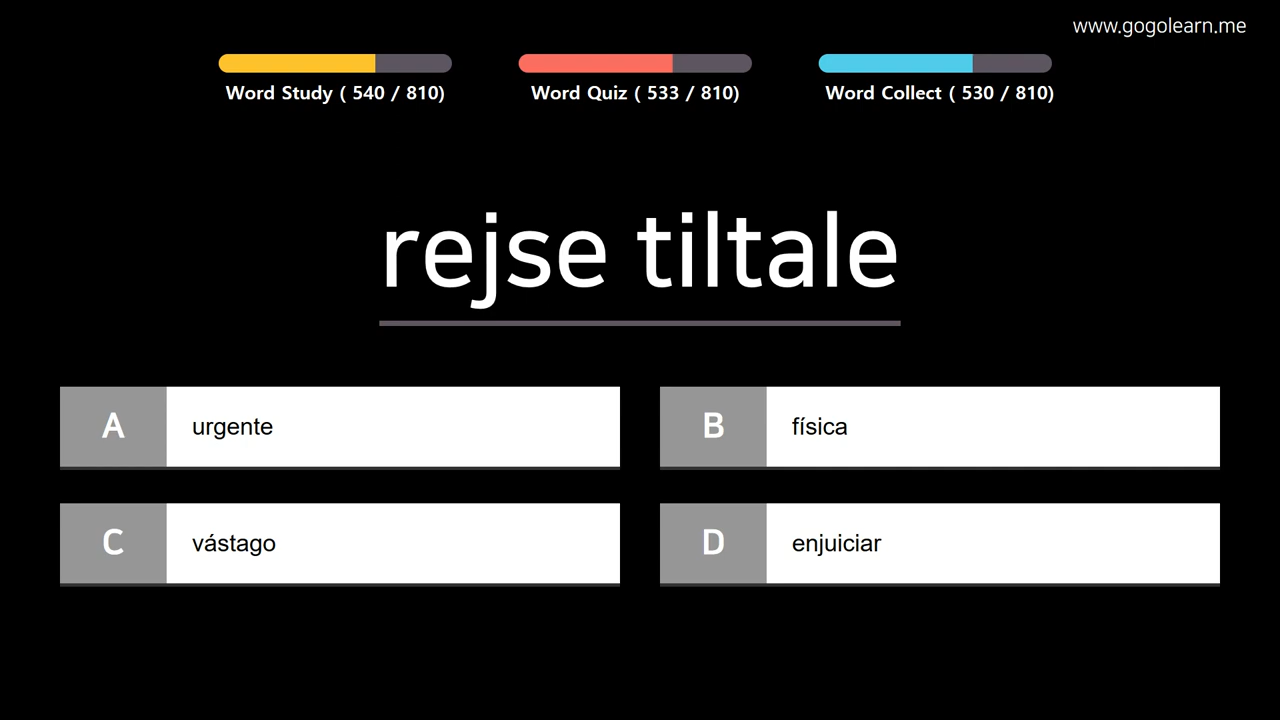 www.gogolearn.me
Word Study ( 540 / 810)
Word Quiz ( 533 / 810)
Word Collect ( 530 / 810)
rejse tiltale
A urgente
B física
C vástago
D enjuiciar